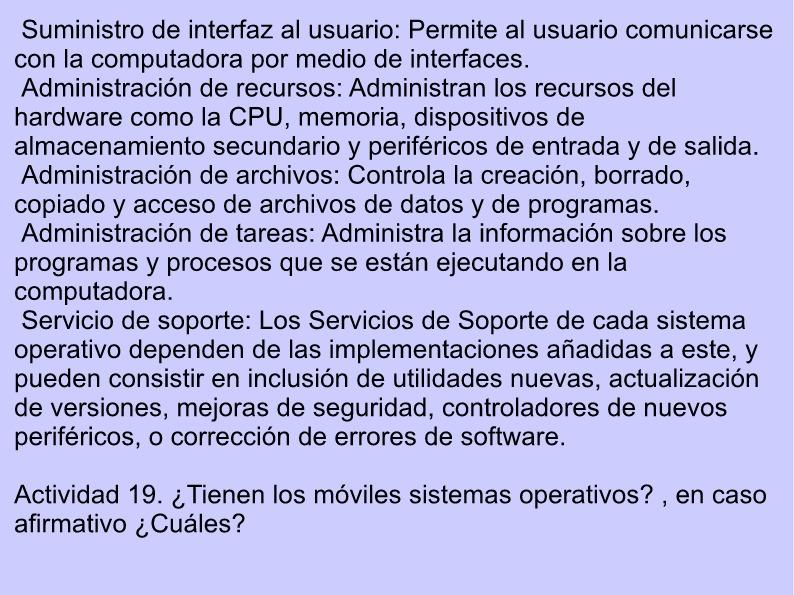 Suministro de interfaz al usuario: Permite al usuario comunicarse
con la computadora por medio de interfaces.
Administración de recursos: Administran los recursos del
hardware como la CPU, memoria, dispositivos de
almacenamiento secundario y periféricos de entrada y de salida.
Administración de archivos: Controla la creación, borrado,
copiado y acceso de archivos de datos y de programas.
Administración de tareas: Administra la información sobre los
programas y procesos que se están ejecutando en la
computadora.
Servicio de soporte: Los Servicios de Soporte de cada sistema
operativo dependen de las implementaciones añadidas a este, y
pueden consistir en inclusión de utilidades nuevas, actualización
de versiones, mejoras de seguridad, controladores de nuevos
periféricos, o corrección de errores de software.
Actividad 19. ¿Tienen los móviles sistemas operativos? , en caso
afirmativo ¿Cuáles?